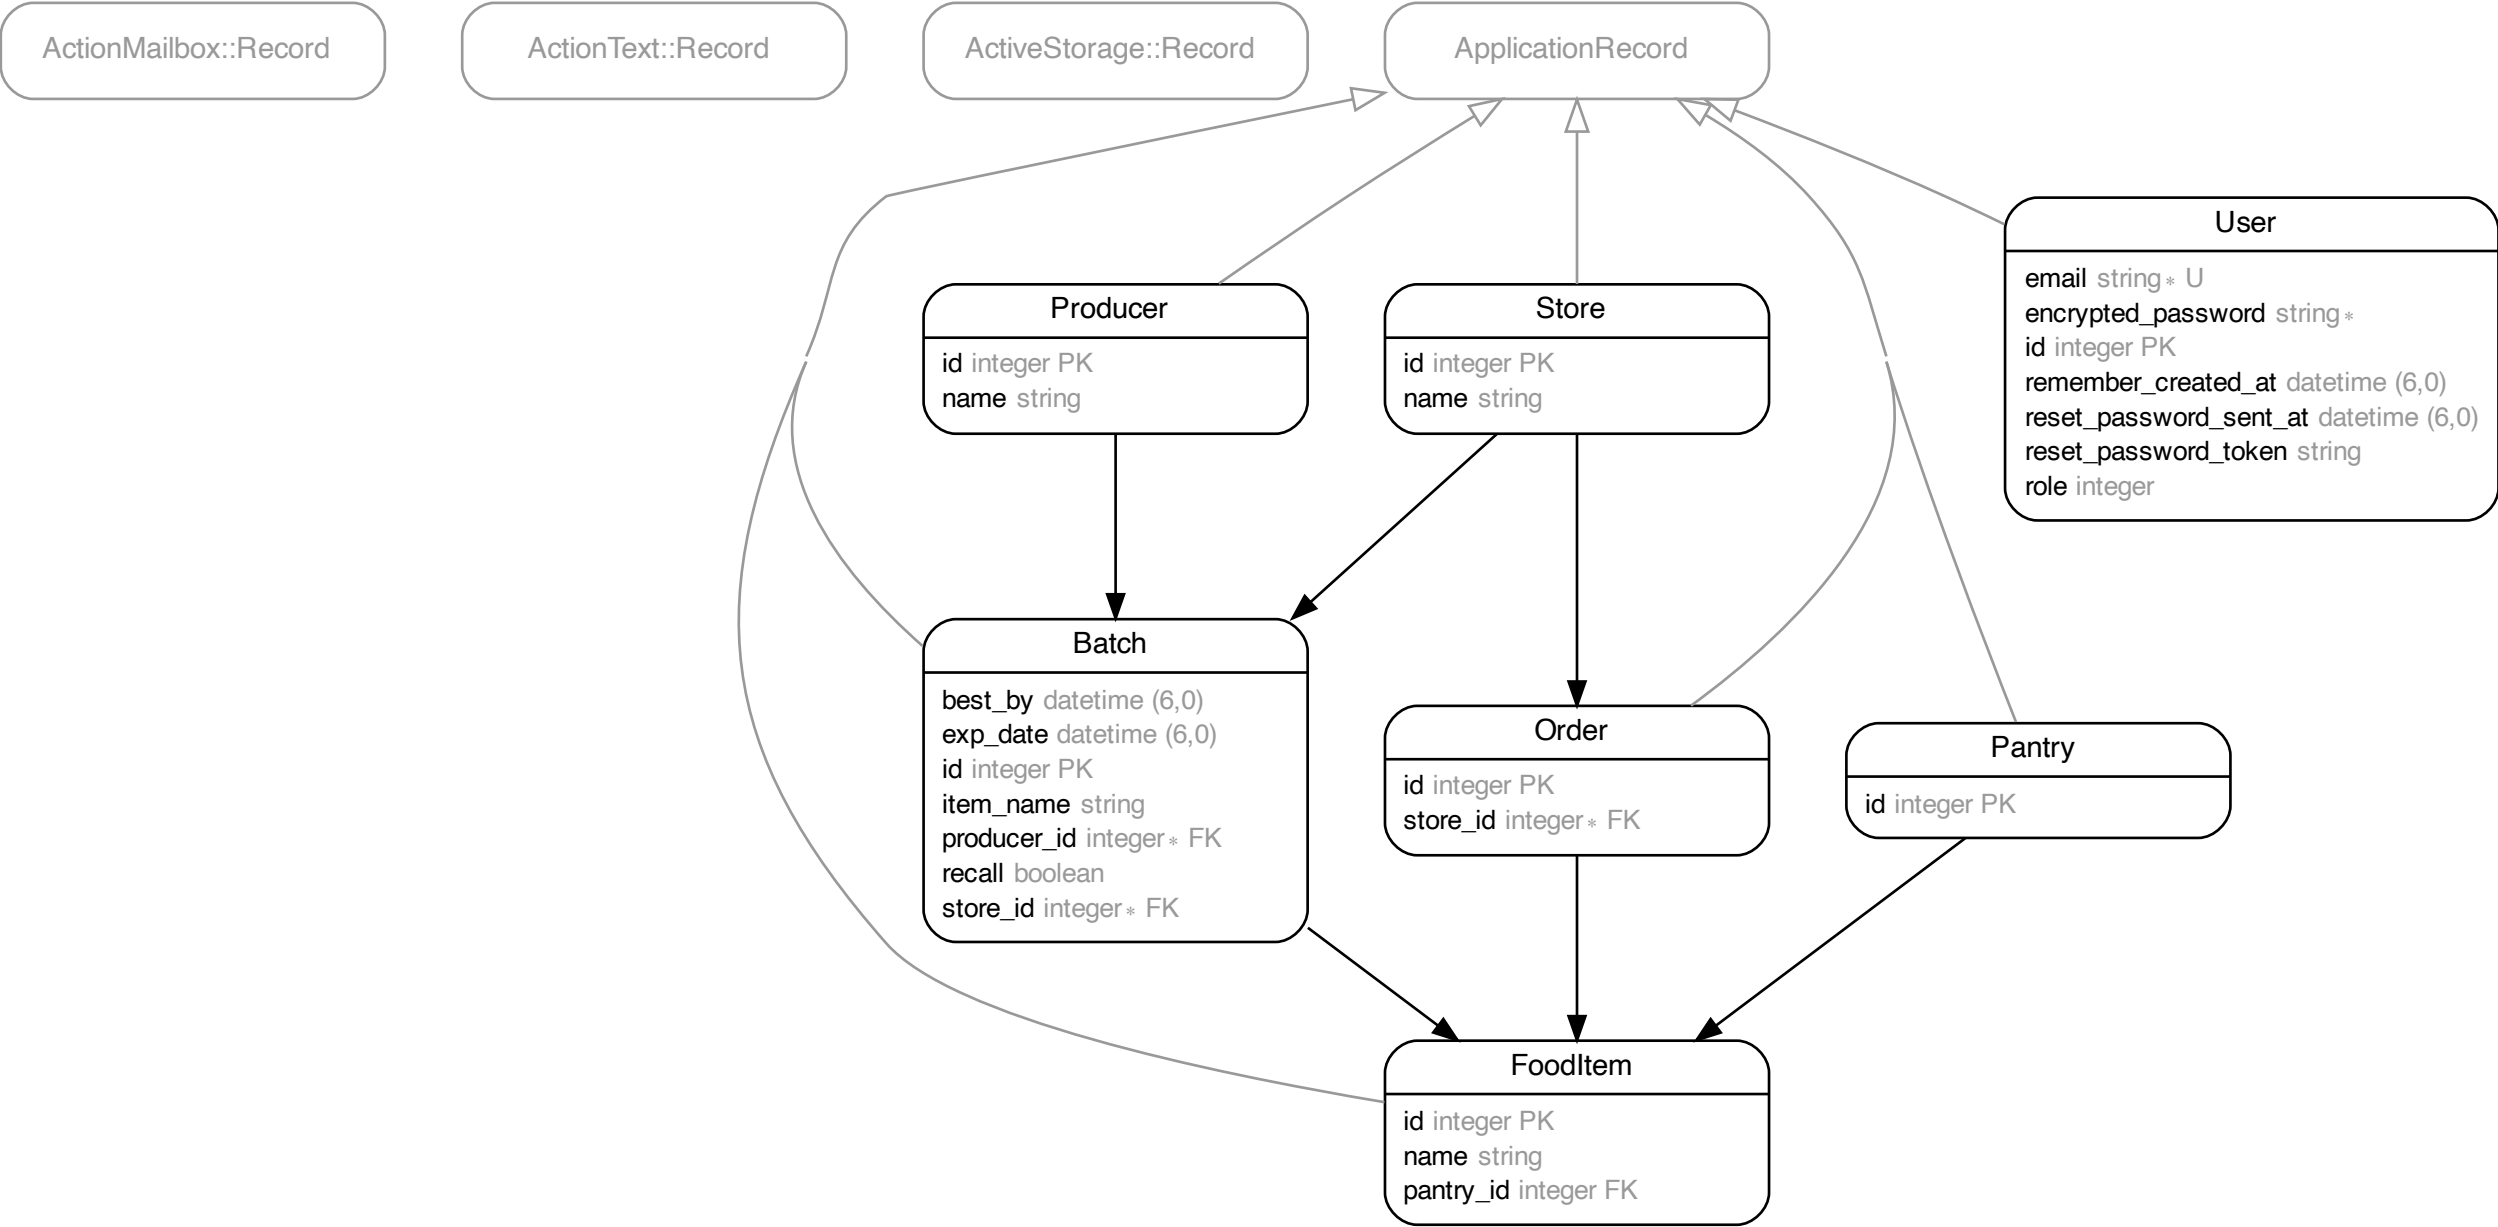 ActionMailbox::Record
ActionText::Record
ActiveStorage::Record
ApplicationRecord
User
email string∗ U
encrypted_password string∗
id integer PK
remember_created_at datetime (6,0)
reset_password_sent_at datetime (6,0)
reset_password_token string
role integer
Producer
id integer PK
name string
Store
id integer PK
name string
Batch
best_by datetime (6,0)
exp_date datetime (6,0)
id integer PK
item_name string
producer_id integer∗ FK
recall boolean
store_id integer∗ FK
Order
id integer PK
store_id integer∗ FK
Pantry
id integer PK
FoodItem
id integer PK
name string
pantry_id integer FK